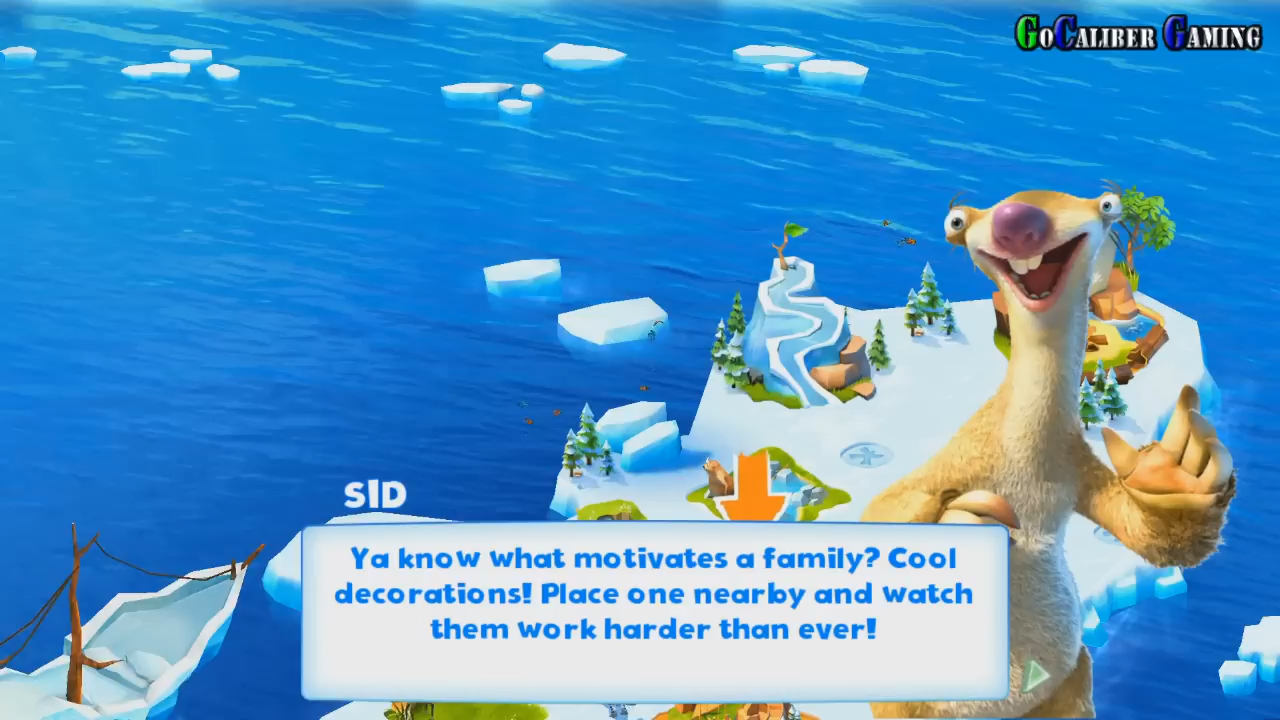 GoCaliber Gaming
SID
Ya know what motivates a family? Cool
decorations! Place one nearby and watch
them work harder than ever!